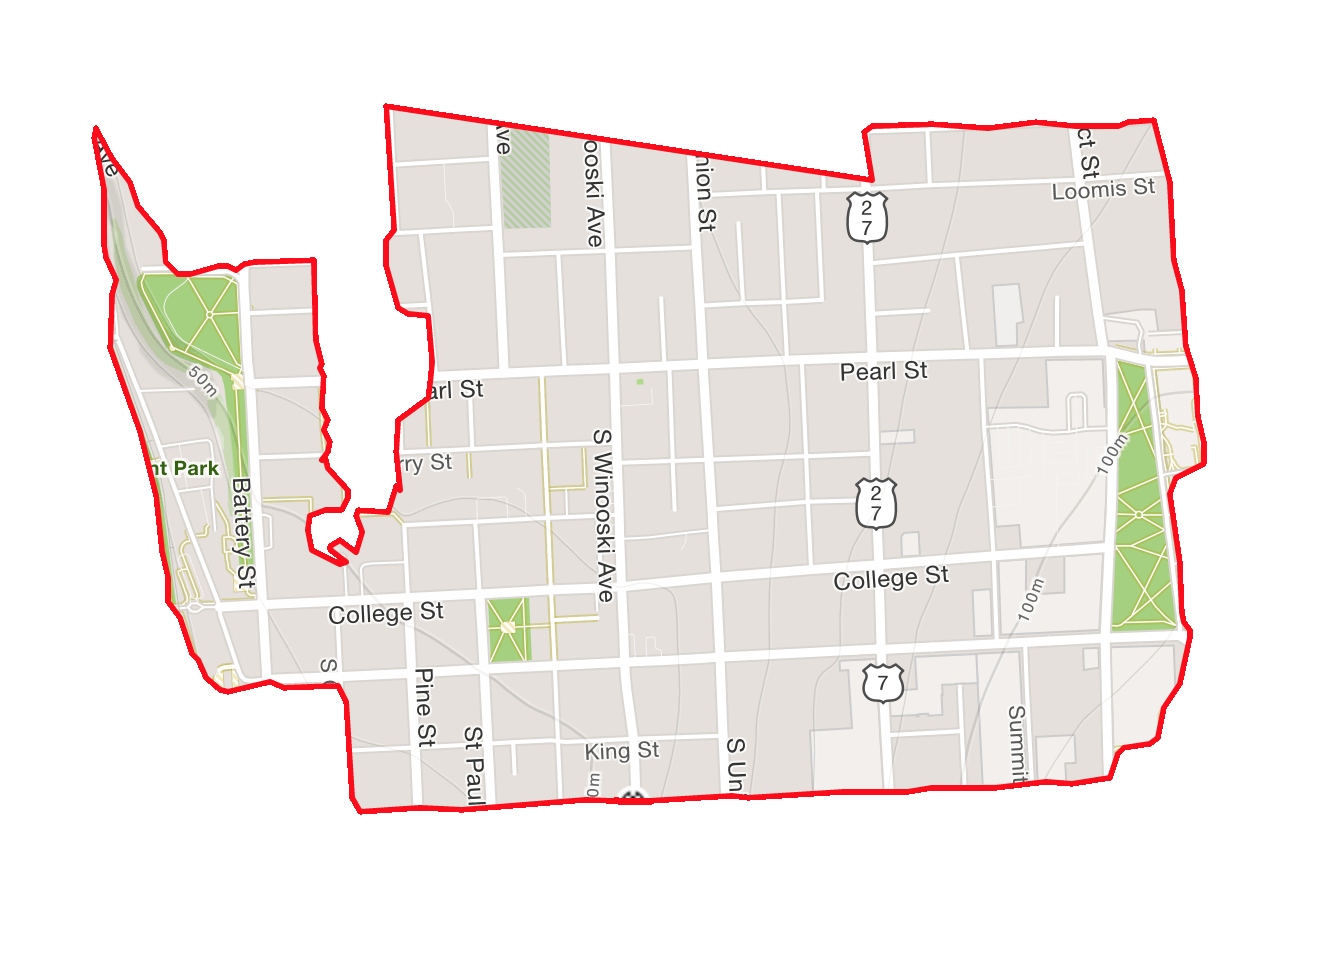 Ave
Ave
ooski Ave
nion St
ct St
Loomis St
2
7
50m
Pearl St
arl St
rry St
nt Park
Battery St
S Winooski Ave
100m
2
7
College St
College St
100m
S
Pine St
St Paul
King St
0m
S Un
7
Summit